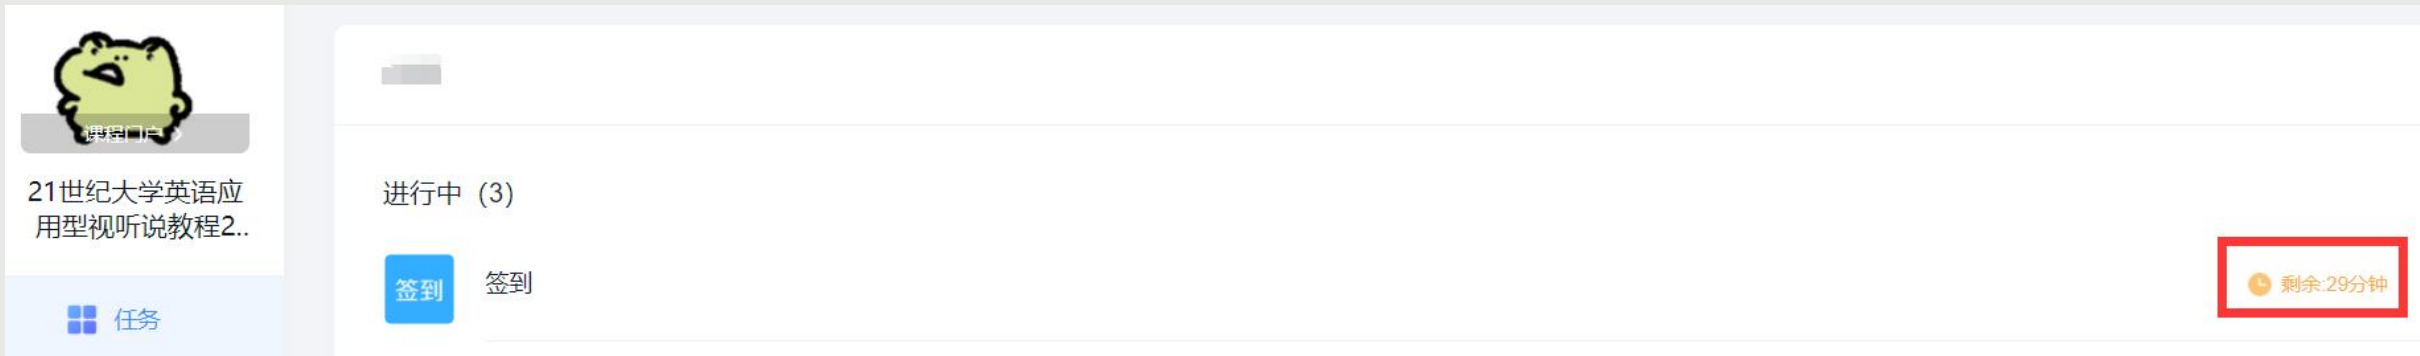 课程门户 >
21世纪大学英语应
用型视听说教程2..
任务
进行中（3）
签到
签到
剩余:29分钟